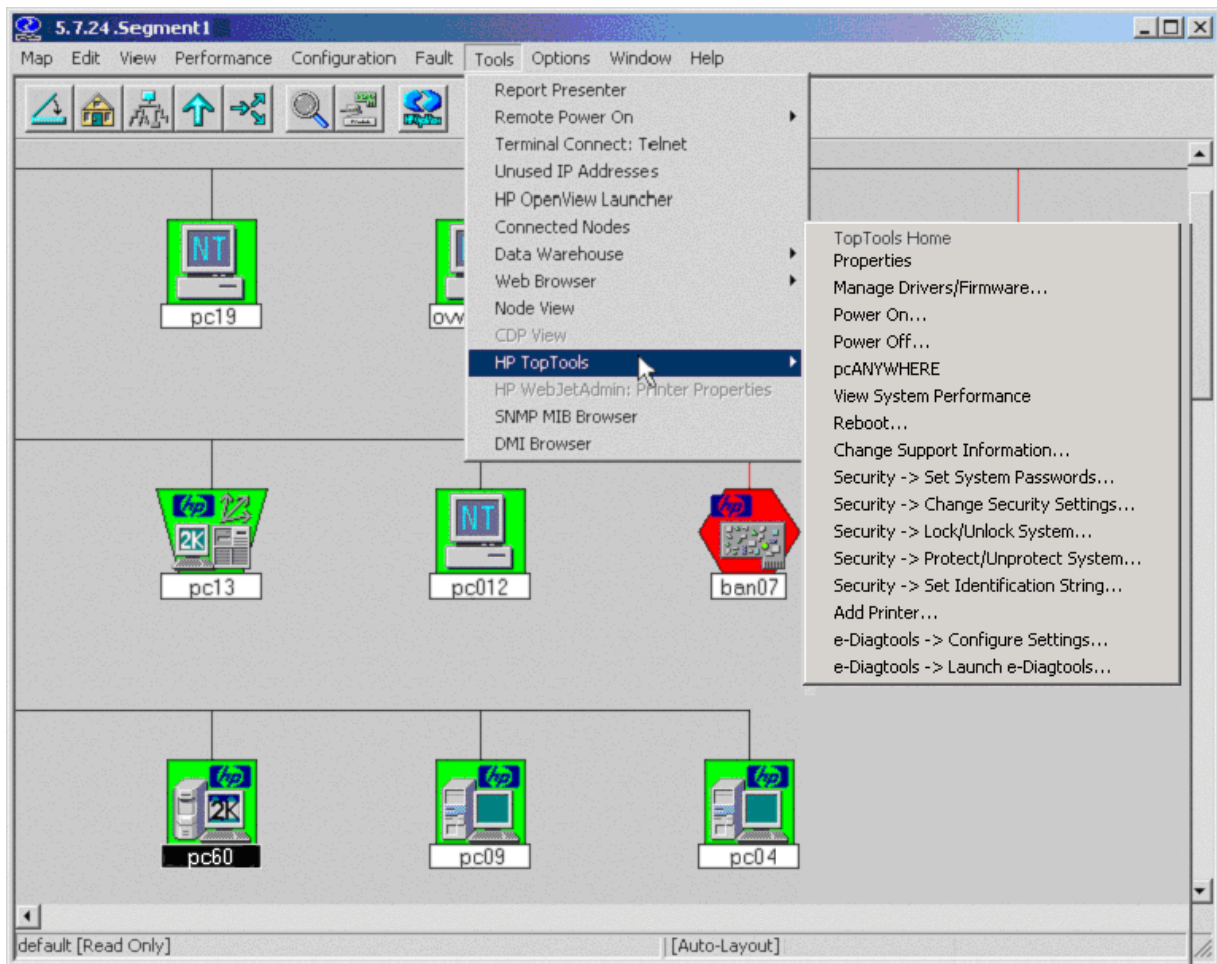 5.7.24.Segment1
Map Edit View Performance Configuration Fault Tools Options Window Help
Report Presenter
Remote Power On
Terminal Connect: Telnet
Unused IP Addresses
HP OpenView Launcher
Connected Nodes
Data Warehouse
Web Browser
Node View
CDP View
HP TopTools
HP WebJetAdmin: Printer Properties
SNMP MIB Browser
DMI Browser
TopTools Home
Properties
Manage Drivers/Firmware...
Power On...
Power Off...
pcANYWHERE
View System Performance
Reboot...
Change Support Information...
Security -> Set System Passwords...
Security -> Change Security Settings...
Security -> Lock/Unlock System...
Security -> Protect/Unprotect System...
Security -> Set Identification String...
Add Printer...
e-Diagtools -> Configure Settings...
e-Diagtools -> Launch e-Diagtools...
NT
pc19
hp
2K
pc13
NT
pc012
hp
ban07
hp
2K
pc60
hp
pc09
hp
pc04
default [Read Only]
[Auto-Layout]